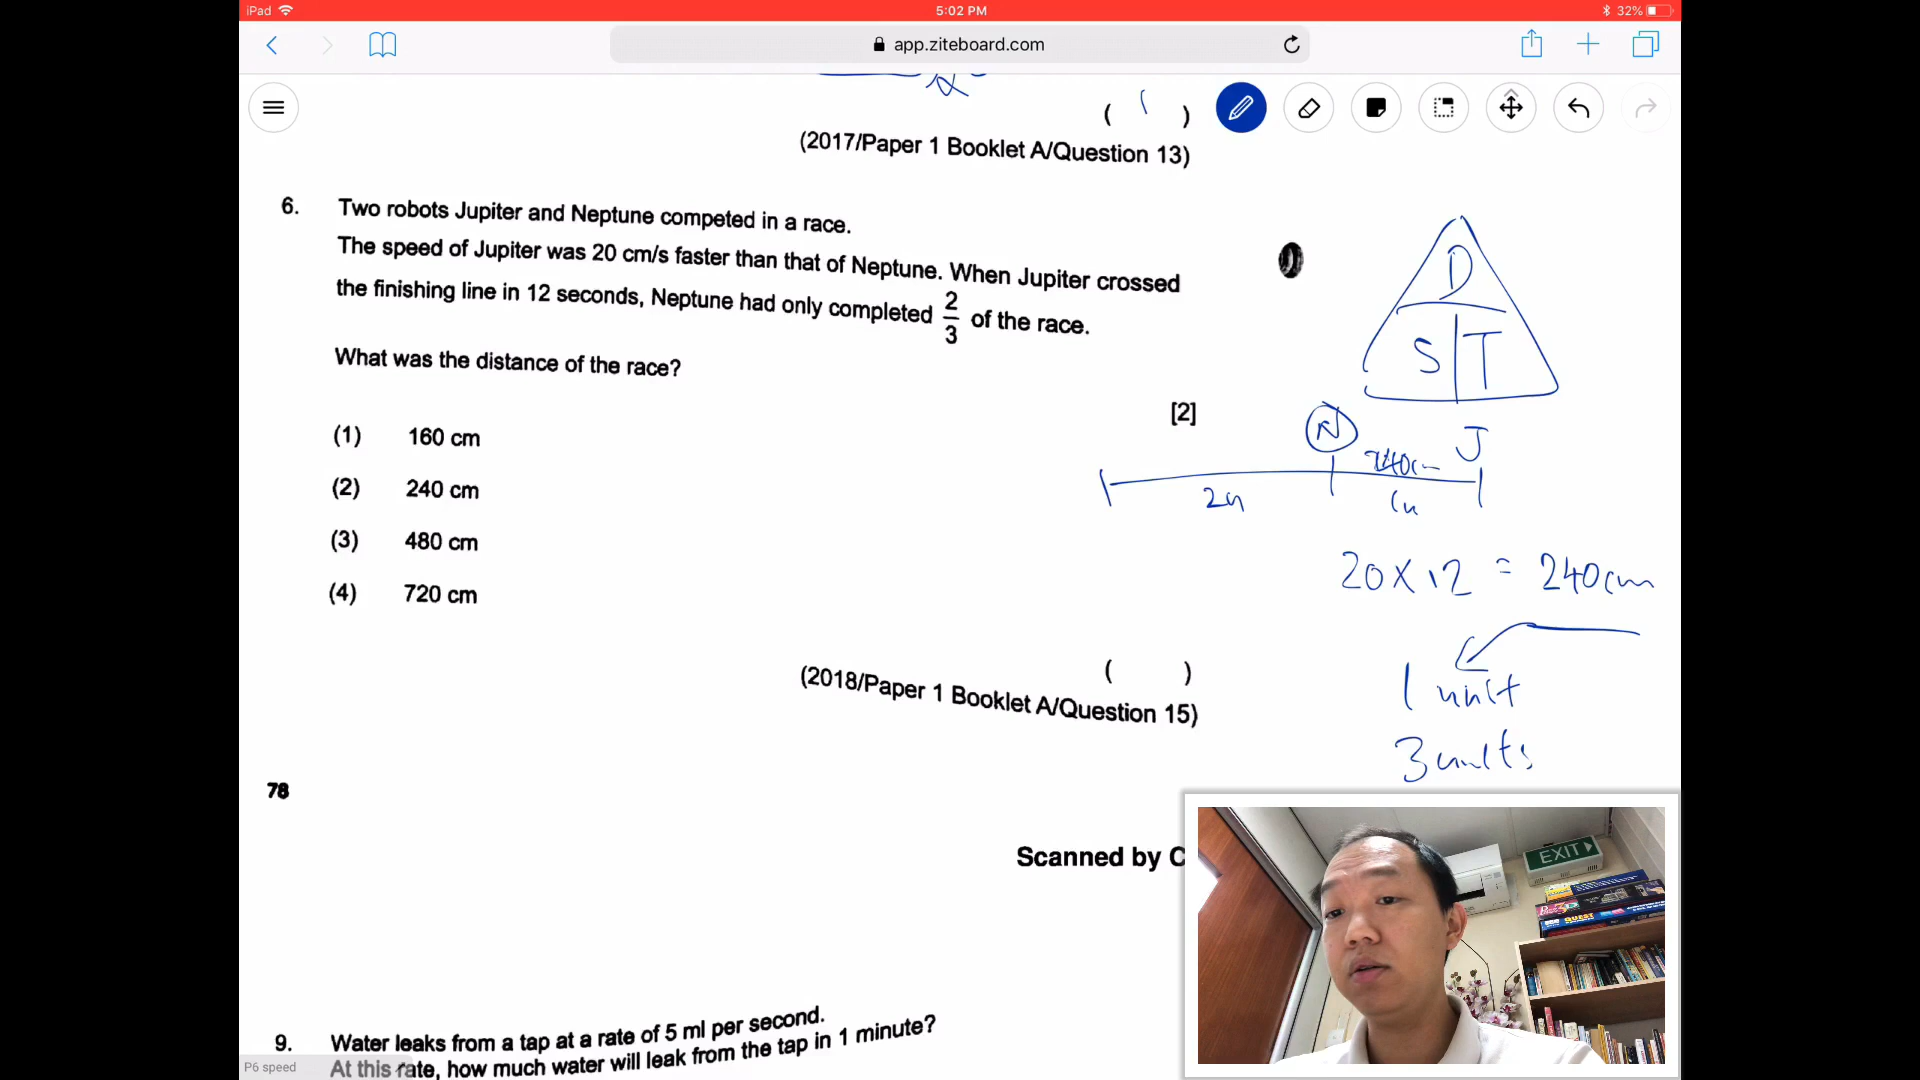 iPad
5:02 PM
32%
app.ziteboard.com
( 1 )
(2017/Paper 1 Booklet A/Question 13)
6. Two robots Jupiter and Neptune competed in a race.
The speed of Jupiter was 20 cm/s faster than that of Neptune. When Jupiter crossed
the finishing line in 12 seconds, Neptune had only completed 2/3 of the race.
What was the distance of the race?
[2]
(1) 160 cm
(2) 240 cm
(3) 480 cm
(4) 720 cm
( )
(2018/Paper 1 Booklet A/Question 15)
D
S T
N J
240cm
2u 1u
20 X 12 = 240cm
1 unit
3 units
78
Scanned by C
EXIT
QUEST
9. Water leaks from a tap at a rate of 5 ml per second.
At this rate, how much water will leak from the tap in 1 minute?
P6 speed